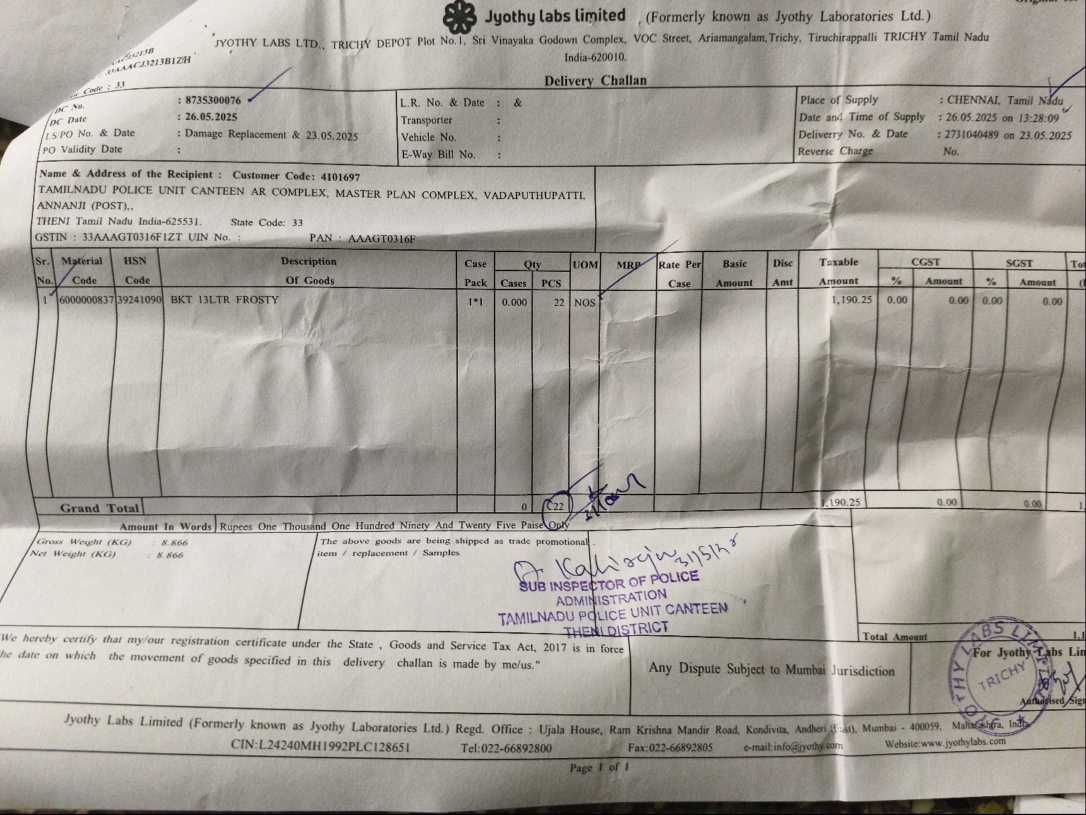 Jyothy labs limited (Formerly known as Jyothy Laboratories Ltd.)
JYOTHY LABS LTD., TRICHY DEPOT Plot No.1, Sri Vinayaka Godown Complex, VOC Street, Ariamangalam,Trichy, Tiruchirappalli TRICHY Tamil Nadu
India-620010.
Delivery Challan
Code : 33
DC No. : 8735300076
DC Date : 26.05.2025
LS/PO No. & Date : Damage Replacement & 23.05.2025
PO Validity Date :
L.R. No. & Date : &
Transporter :
Vehicle No. :
E-Way Bill No. :
Place of Supply : CHENNAI, Tamil Nadu
Date and Time of Supply : 26.05.2025 on 13:28:09
Deliverry No. & Date : 2731040489 on 23.05.2025
Reverse Charge No.
Name & Address of the Recipient : Customer Code: 4101697
TAMILNADU POLICE UNIT CANTEEN AR COMPLEX, MASTER PLAN COMPLEX, VADAPUTHUPATTI,
ANNANJI (POST),,
THENI Tamil Nadu India-625531. State Code: 33
GSTIN : 33AAAGT0316F1ZT UIN No. : PAN : AAAGT0316F
Sr. No. Material Code HSN Code Description Of Goods Case Pack Qty Cases PCS UOM MRP Rate Per Case Basic Amount Disc Amt Taxable Amount CGST % Amount SGST % Amount
1 6000000837 39241090 BKT 13LTR FROSTY 1*1 0.000 22 NOS 1,190.25 0.00 0.00 0.00 0.00
Grand Total 0 22 1,190.25 0.00 0.00
Amount In Words Rupees One Thousand One Hundred Ninety And Twenty Five Paise Only
Gross Weight (KG) : 8.866
Net Weight (KG) : 8.866
The above goods are being shipped as trade promotional
item / replacement / Samples
31/5/25
SUB INSPECTOR OF POLICE
ADMINISTRATION
TAMILNADU POLICE UNIT CANTEEN
THENI DISTRICT
Total Amount
"We hereby certify that my/our registration certificate under the State , Goods and Service Tax Act, 2017 is in force
he date on which the movement of goods specified in this delivery challan is made by me/us."
Any Dispute Subject to Mumbai Jurisdiction
For Jyothy Labs Lim
TRICHY
Authorised Sign
Jyothy Labs Limited (Formerly known as Jyothy Laboratories Ltd.) Regd. Office : Ujala House, Ram Krishna Mandir Road, Kondivita, Andheri (East), Mumbai - 400059, Maharashtra, India
CIN:L24240MH1992PLC128651 Tel:022-66892800 Fax:022-66892805 e-mail:info@jyothy.com Website:www.jyothylabs.com
Page 1 of 1